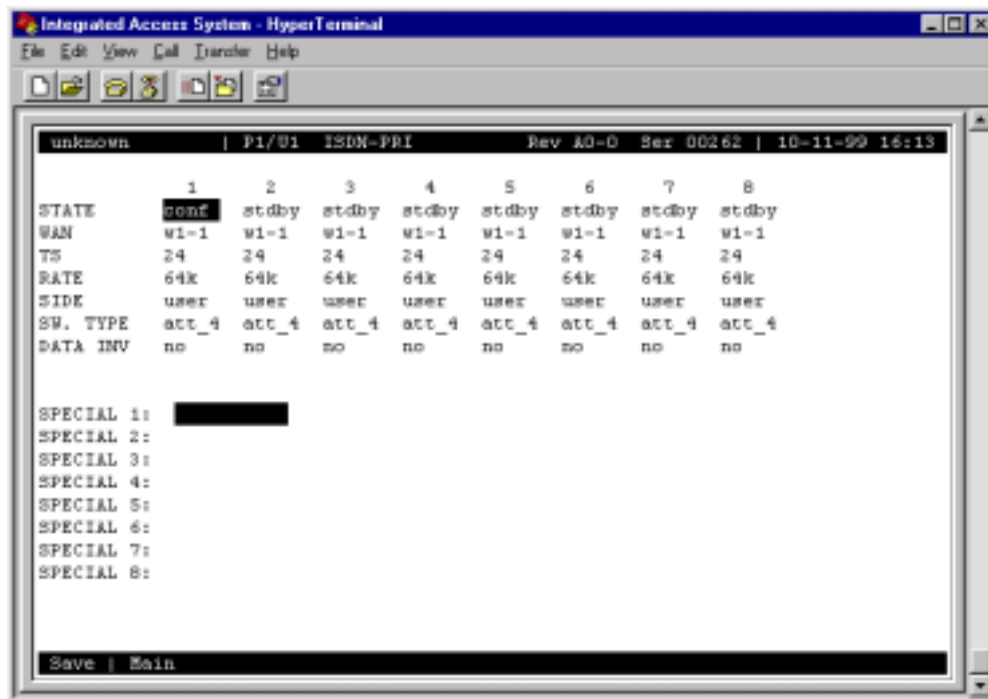 Integrated Access System - HyperTerminal
File Edit View Call Transfer Help
unknown | P1/U1 ISDN-PRI Rev A0-0 Ser 00262 | 10-11-99 16:13
1 2 3 4 5 6 7 8
STATE conf stdby stdby stdby stdby stdby stdby stdby
WAN w1-1 w1-1 w1-1 w1-1 w1-1 w1-1 w1-1 w1-1
TS 24 24 24 24 24 24 24 24
RATE 64k 64k 64k 64k 64k 64k 64k 64k
SIDE user user user user user user user user
SW. TYPE att_4 att_4 att_4 att_4 att_4 att_4 att_4 att_4
DATA INV no no no no no no no no
SPECIAL 1:
SPECIAL 2:
SPECIAL 3:
SPECIAL 4:
SPECIAL 5:
SPECIAL 6:
SPECIAL 7:
SPECIAL 8:
Save | Main